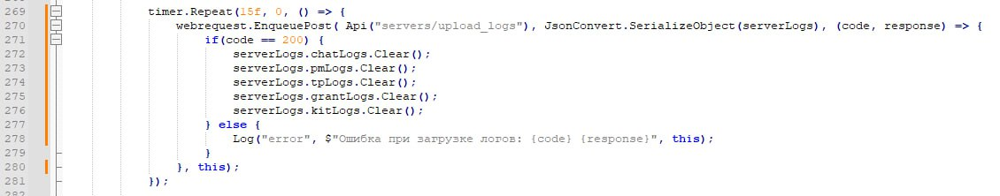 269 timer.Repeat(15f, 0, () => {
270 webrequest.EnqueuePost( Api("servers/upload_logs"), JsonConvert.SerializeObject(serverLogs), (code, response) => {
271 if(code == 200) {
272 serverLogs.chatLogs.Clear();
273 serverLogs.pmLogs.Clear();
274 serverLogs.tpLogs.Clear();
275 serverLogs.grantLogs.Clear();
276 serverLogs.kitLogs.Clear();
277 } else {
278 Log("error", $"Ошибка при загрузке логов: {code} {response}", this);
279 }
280 }, this);
281 });